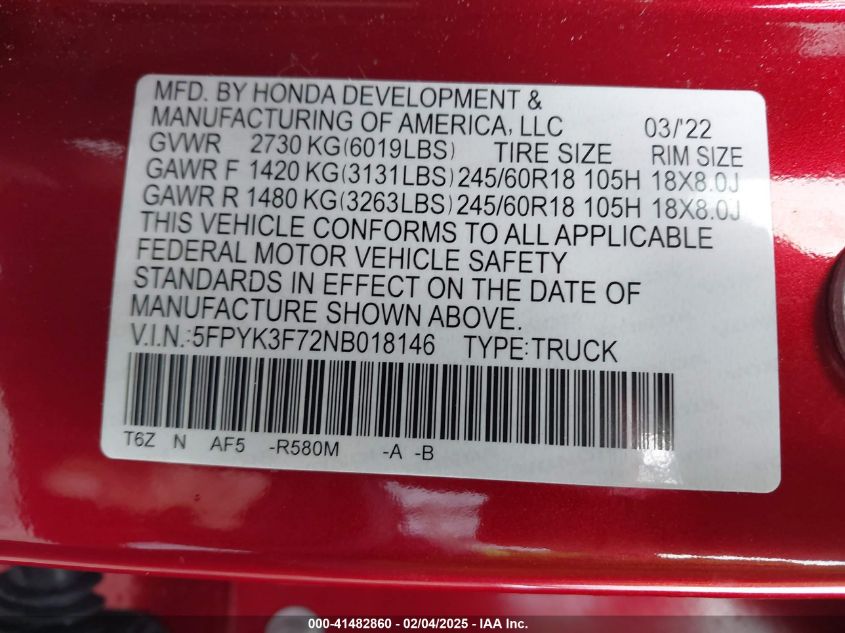 MFD. BY HONDA DEVELOPMENT &
MANUFACTURING OF AMERICA, LLC 03/'22
GVWR 2730 KG(6019LBS) TIRE SIZE RIM SIZE
GAWR F 1420 KG(3131LBS) 245/60R18 105H 18X8.0J
GAWR R 1480 KG(3263LBS) 245/60R18 105H 18X8.0J
THIS VEHICLE CONFORMS TO ALL APPLICABLE
FEDERAL MOTOR VEHICLE SAFETY
STANDARDS IN EFFECT ON THE DATE OF
MANUFACTURE SHOWN ABOVE.
V.I.N.:5FPYK3F72NB018146 TYPE:TRUCK
T6Z N AF5 -R580M -A -B
000-41482860 - 02/04/2025 - IAA Inc.